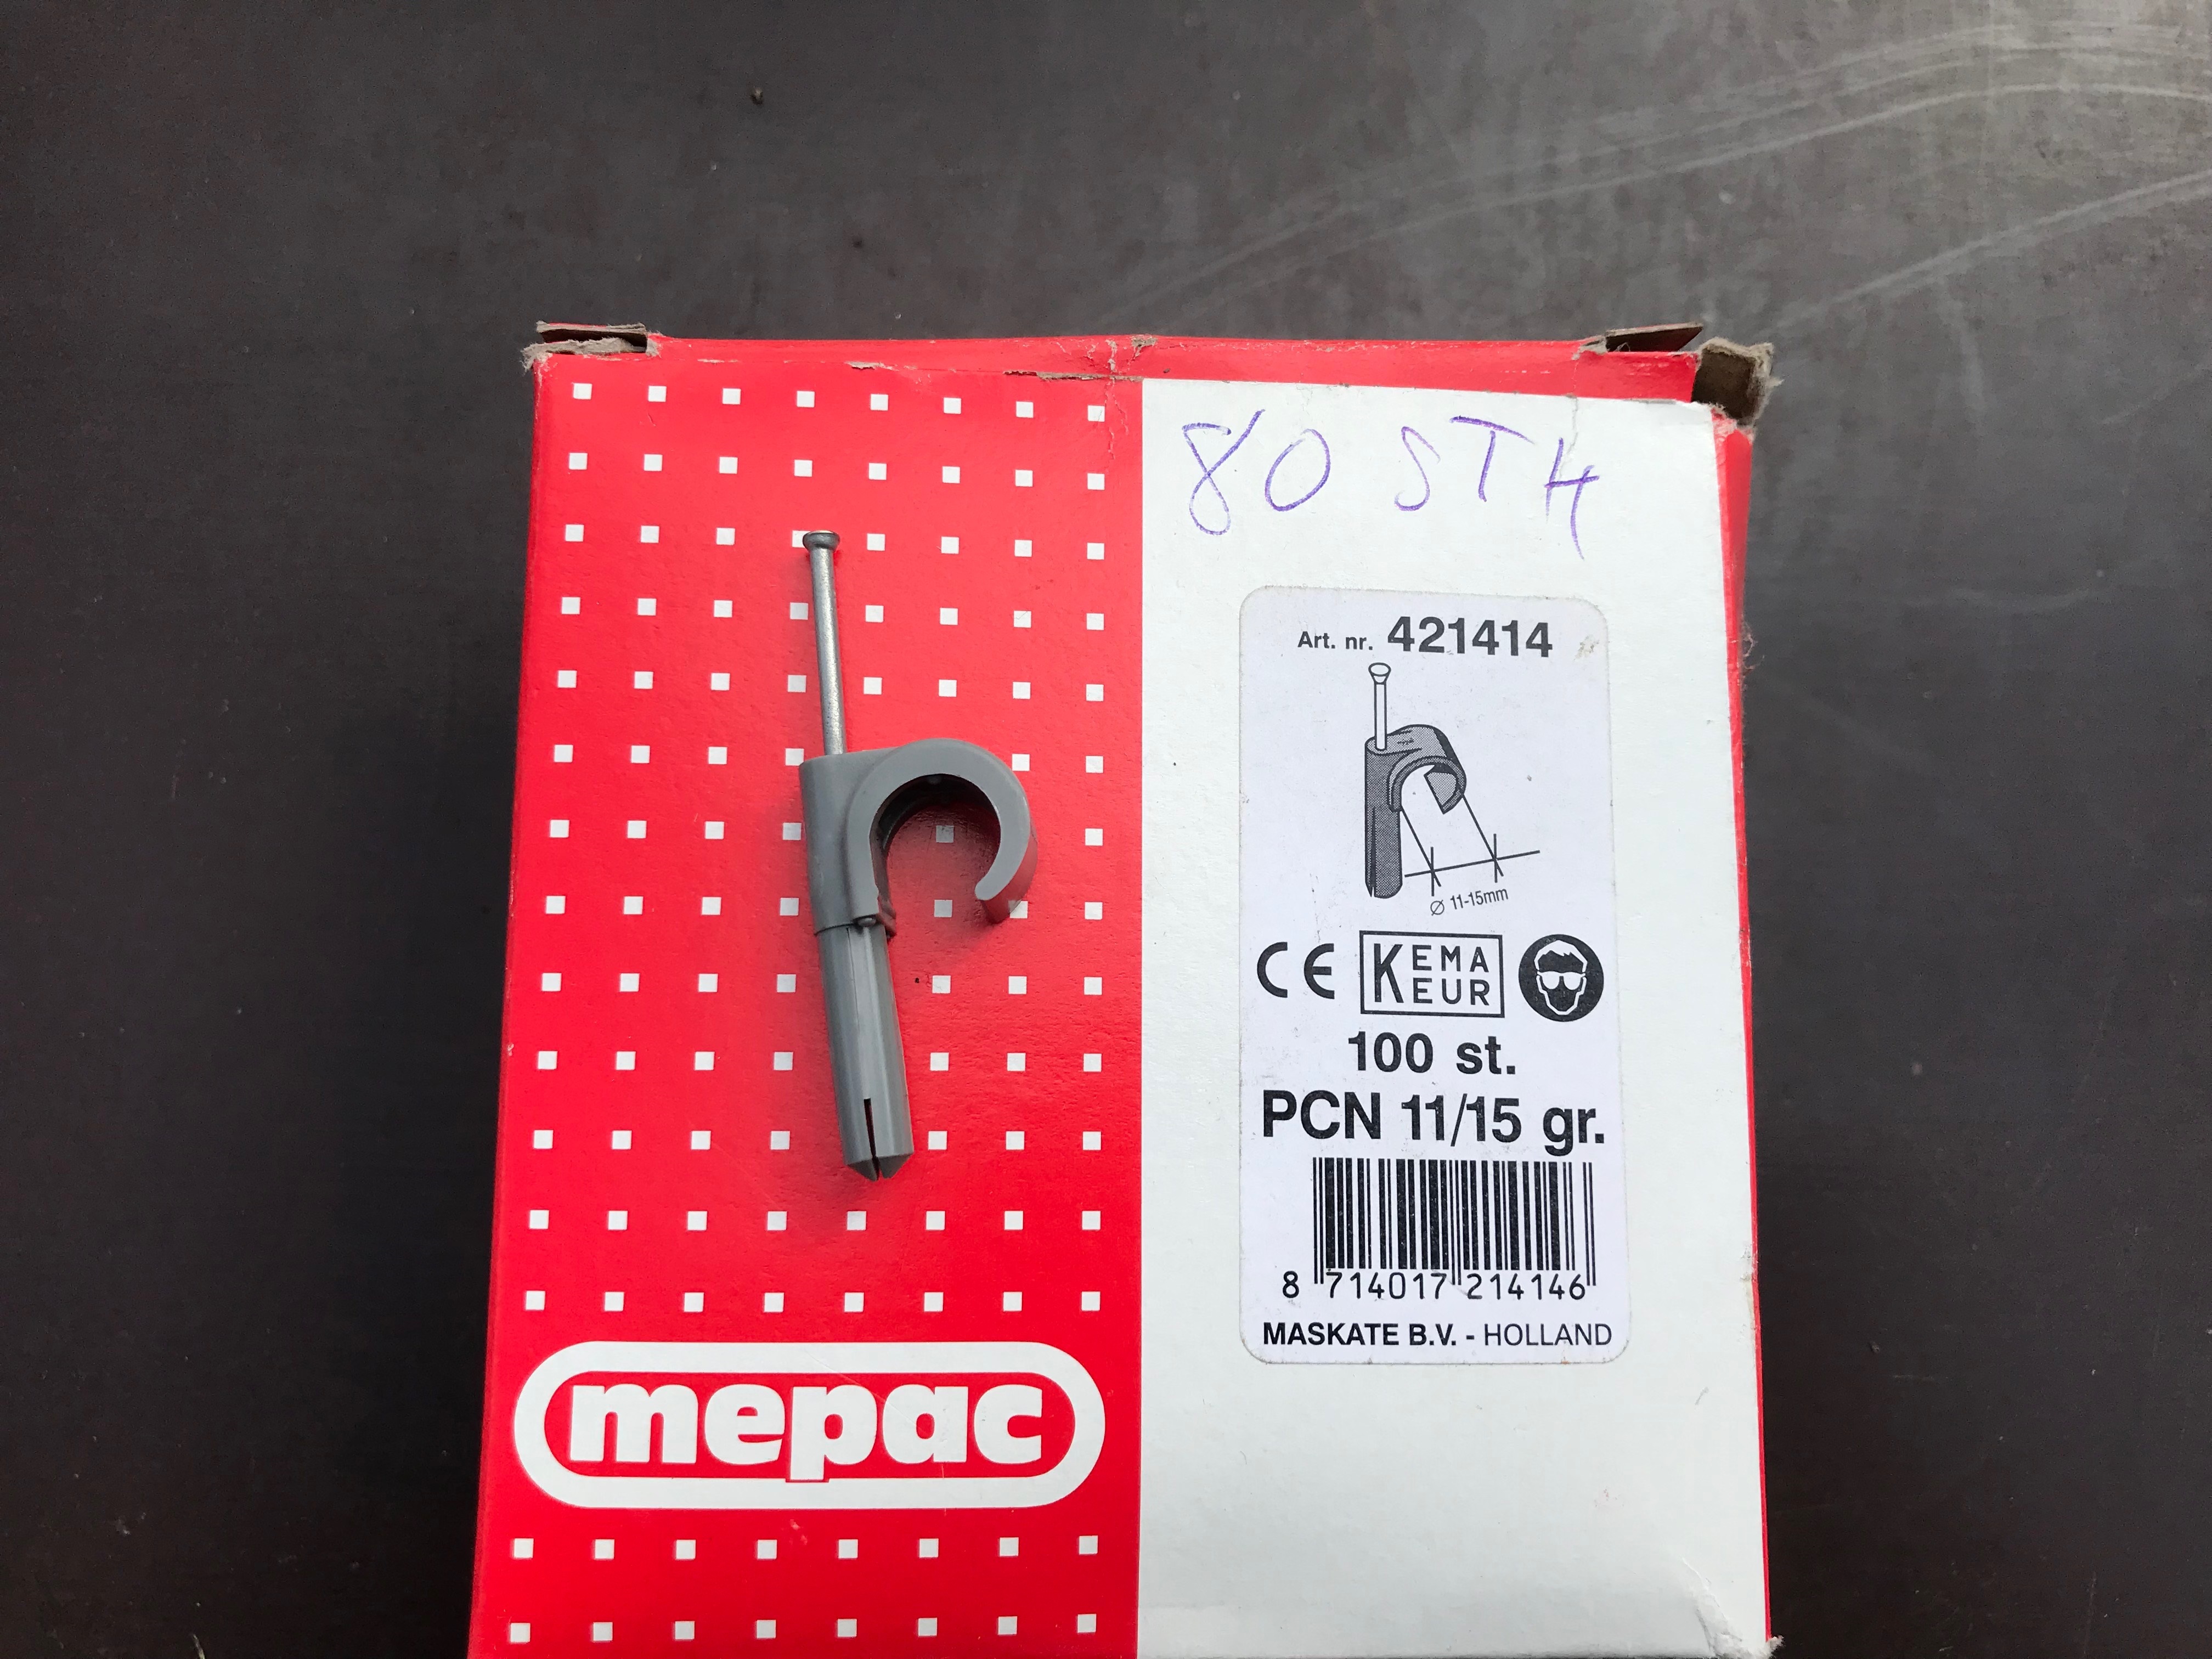 80 STH
Art. nr. 421414
Ø 11-15mm
CE KEMA KEUR
100 st.
PCN 11/15 gr.
8 714017 214146
MASKATE B.V. - HOLLAND
mepac